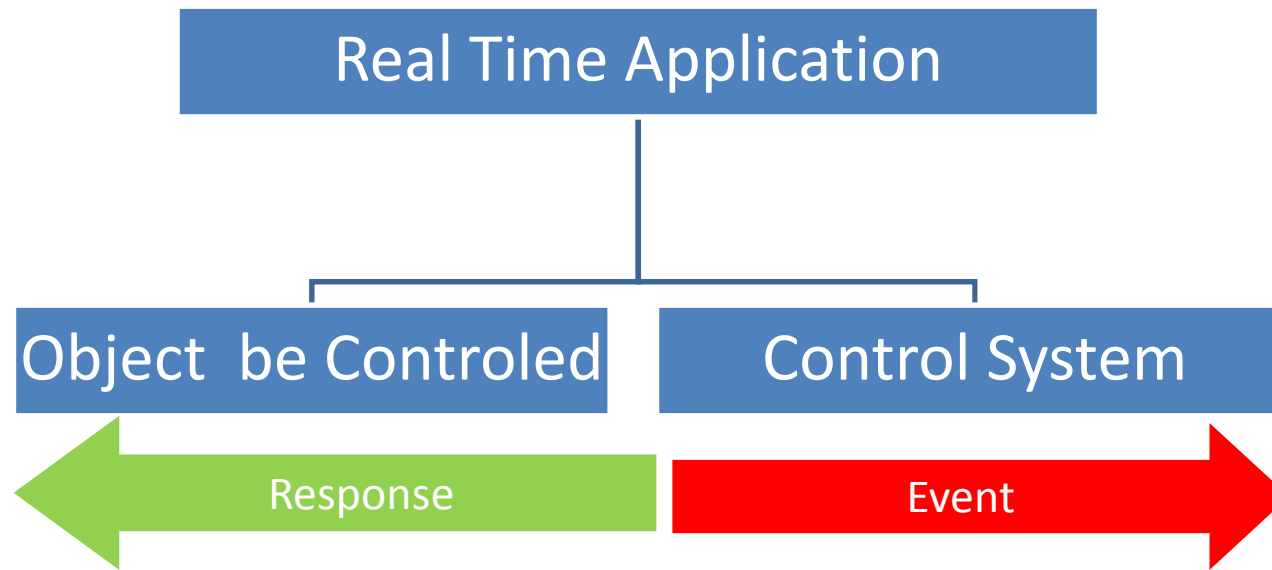 Real Time Application
Object  be Controled
Control System
Response
Event